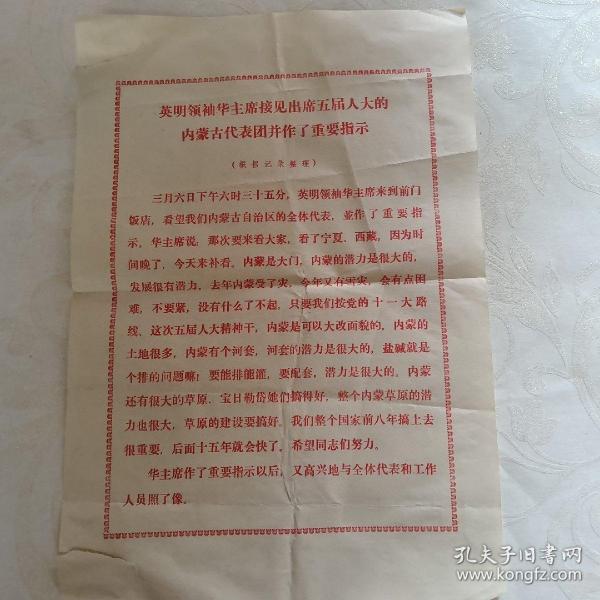 英明领袖华主席接见出席五届人大的
内蒙古代表团并作了重要指示
(根据记录整理)
三月六日下午六时三十五分，英明领袖华主席来到前门
饭店，看望我们内蒙古自治区的全体代表，並作了重要指
示，华主席说，那次要来看大家，看了宁夏、西藏，因为时
间晚了，今天来补看。内蒙是大门，内蒙的潜力是很大的，
发展很有潜力，去年内蒙受了灾，今年又有雪灾，会有点困
难，不要紧，没有什么了不起，只要我们按党的十一大路
线、这次五届人大精神干，内蒙是可以大改面貌的，内蒙的
土地很多，内蒙有个河套，河套的潜力是很大的，盐碱就是
个排的问题嘛！要能排能灌，要配套，潜力是很大的。内蒙
还有很大的草原，宝日勒岱她们搞得好，整个内蒙草原的潜
力也很大，草原的建设要搞好。我们整个国家前八年搞上去
很重要，后面十五年就会快了。希望同志们努力。
华主席作了重要指示以后，又高兴地与全体代表和工作
人员照了像。
孔夫子旧书网
www.kongfz.com